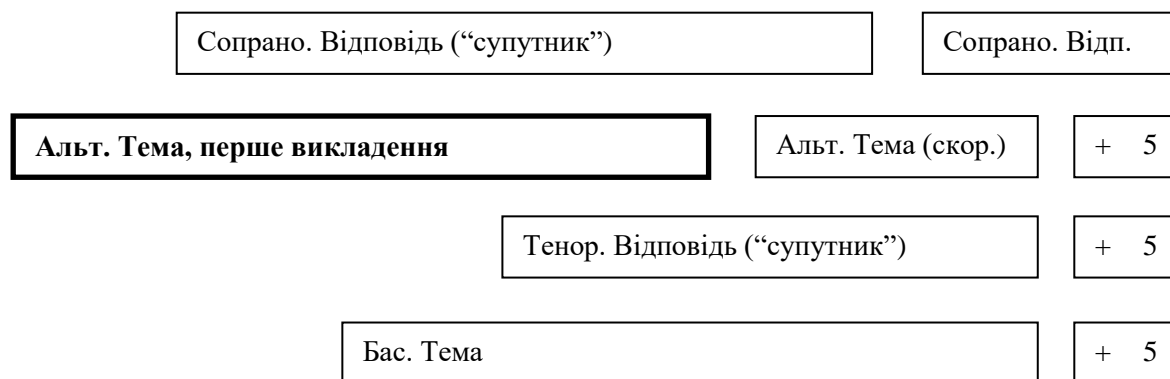 Сопрано. Відповідь (“супутник”) Сопрано. Відп.
Альт. Тема, перше викладення Альт. Тема (скор.) + 5
Тенор. Відповідь (“супутник”) + 5
Бас. Тема + 5